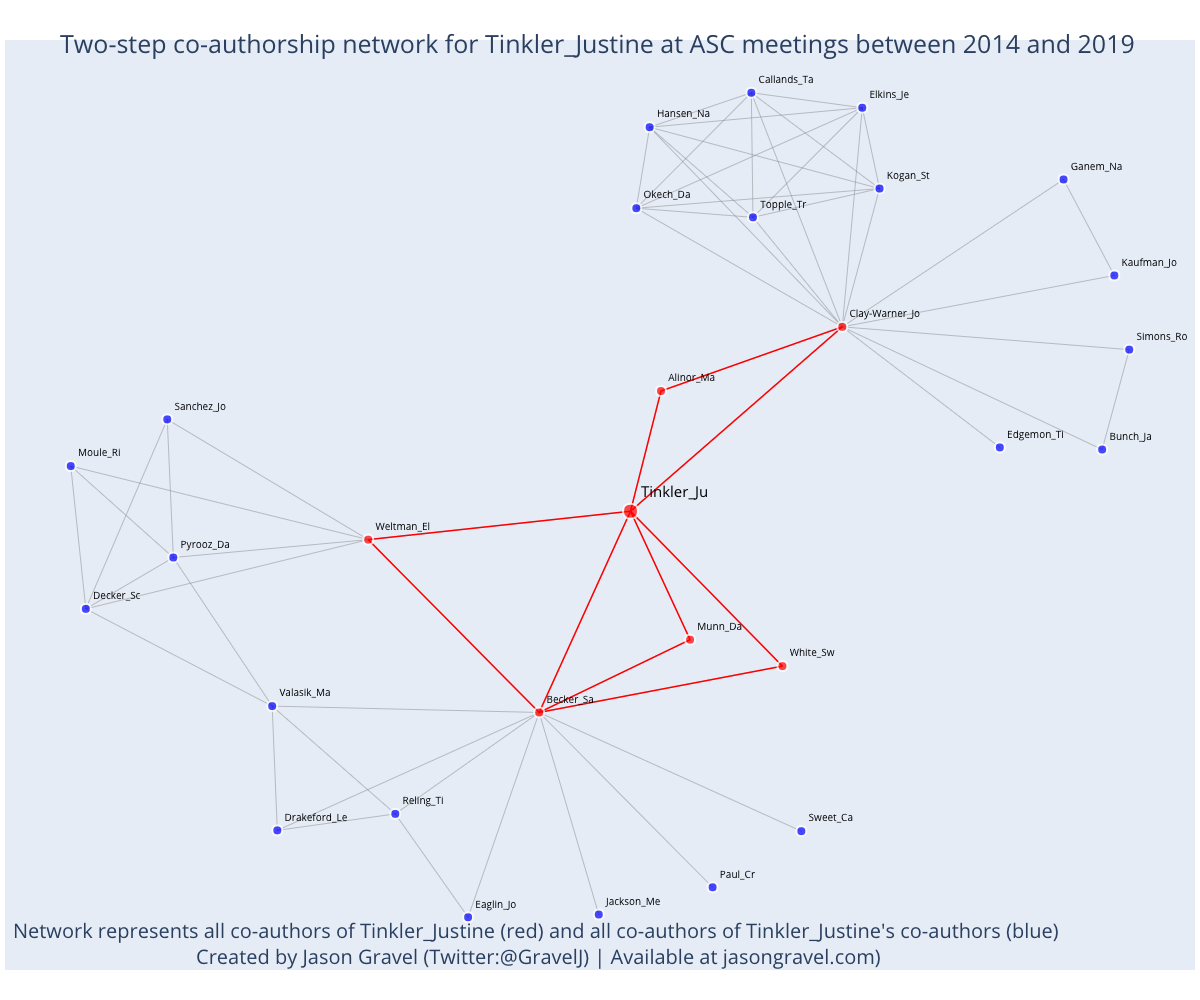 Two-step co-authorship network for Tinkler_Justine at ASC meetings between 2014 and 2019
Callands_Ta
Elkins_Je
Hansen_Na
Ganem_Na
Kogan_St
Okech_Da
Topple_Tr
Kaufman_Jo
Clay-Warner_Jo
Simons_Ro
Alinor_Ma
Sanchez_Jo
Edgemon_Ti
Bunch_Ja
Moule_Ri
Tinkler_Ju
Weltman_El
Pyrooz_Da
Decker_Sc
Munn_Da
White_Sw
Valasik_Ma
Becker_Sa
Reling_Ti
Drakeford_Le
Sweet_Ca
Paul_Cr
Eaglin_Jo
Jackson_Me
Network represents all co-authors of Tinkler_Justine (red) and all co-authors of Tinkler_Justine's co-authors (blue)
Created by Jason Gravel (Twitter:@GravelJ) | Available at jasongravel.com)